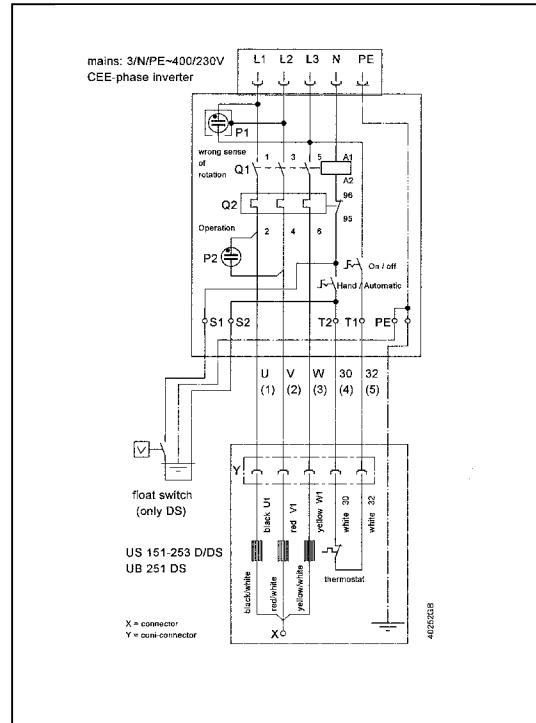 mains: 3/N/PE~400/230V
CEE-phase inverter
L1 L2 L3 N PE
P1
wrong sense
of
rotation
1 3 5 A1
Q1
A2
96
Q2
95
Operation
2 4 6
P2
On / off
Hand / Automatic
S1 S2 T2 T1 PE
U V W 30 32
(1) (2) (3) (4) (5)
Y
float switch
(only DS)
black U1
red V1
yellow W1
white 30
white 32
US 151-253 D/DS
UB 251 DS
thermostat
black/white
red/white
yellow/white
X = connector
Y = cuni-connector
X
40252GB